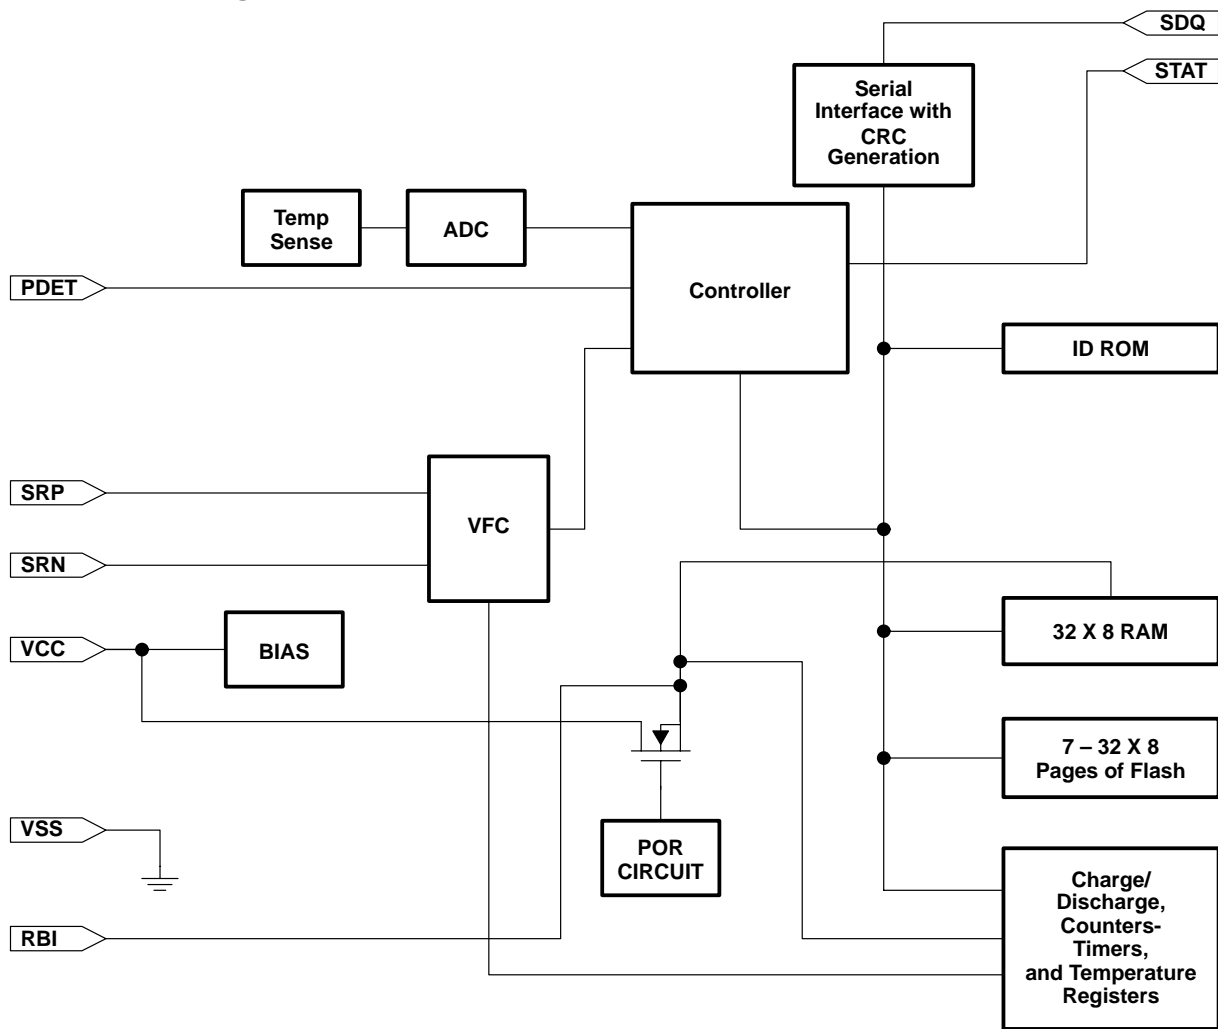 SDQ
STAT
Serial
Interface with
CRC
Generation
Temp
Sense
ADC
PDET
Controller
ID ROM
SRP
VFC
SRN
VCC
BIAS
32 X 8 RAM
7 – 32 X 8
Pages of Flash
VSS
POR
CIRCUIT
RBI
Charge/
Discharge,
Counters-
Timers,
and Temperature
Registers